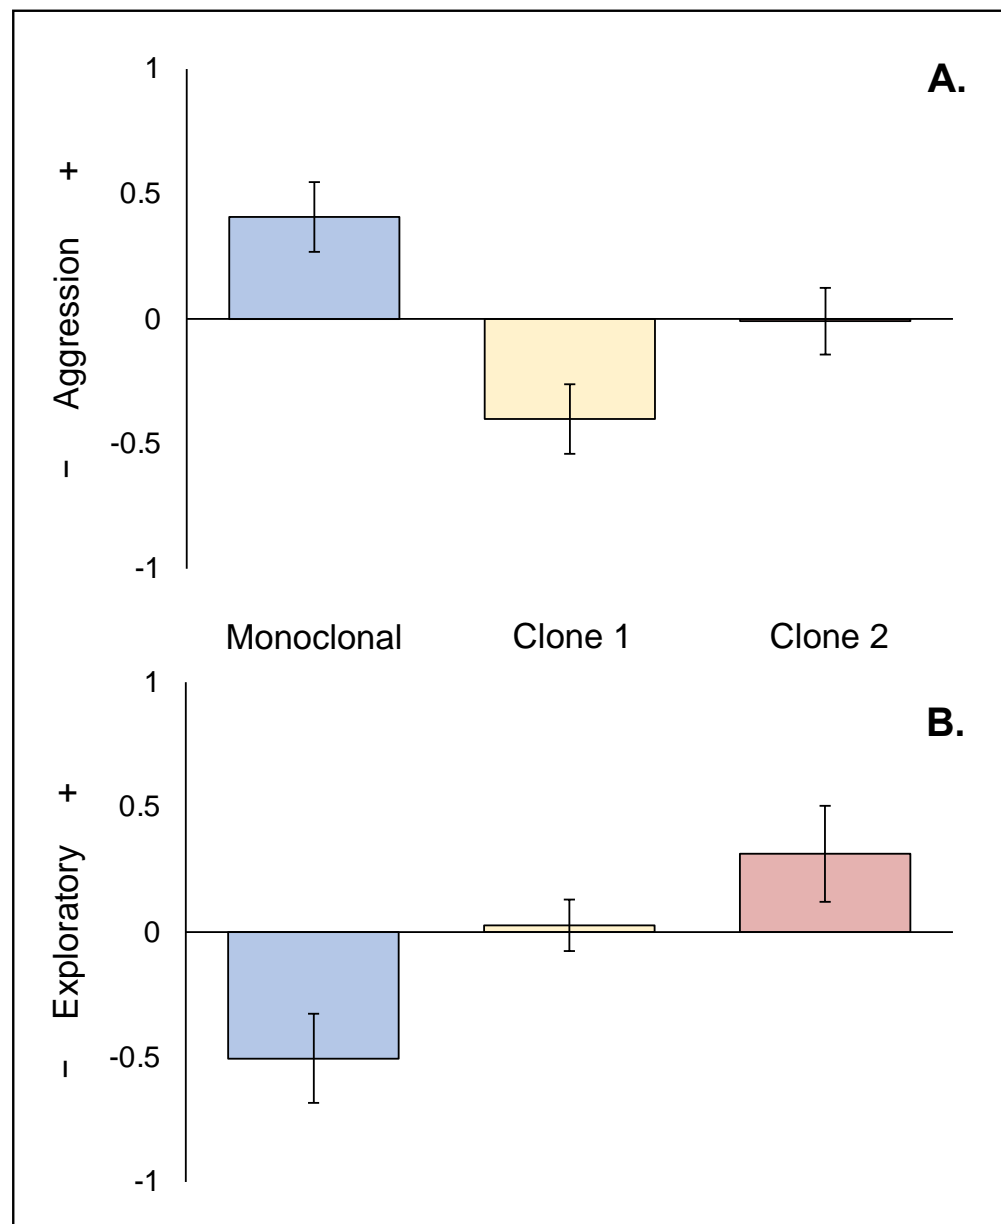 A.
1
0.5
0
-0.5
-1
– Aggression +
Monoclonal Clone 1 Clone 2
B.
1
0.5
0
-0.5
-1
– Exploratory +